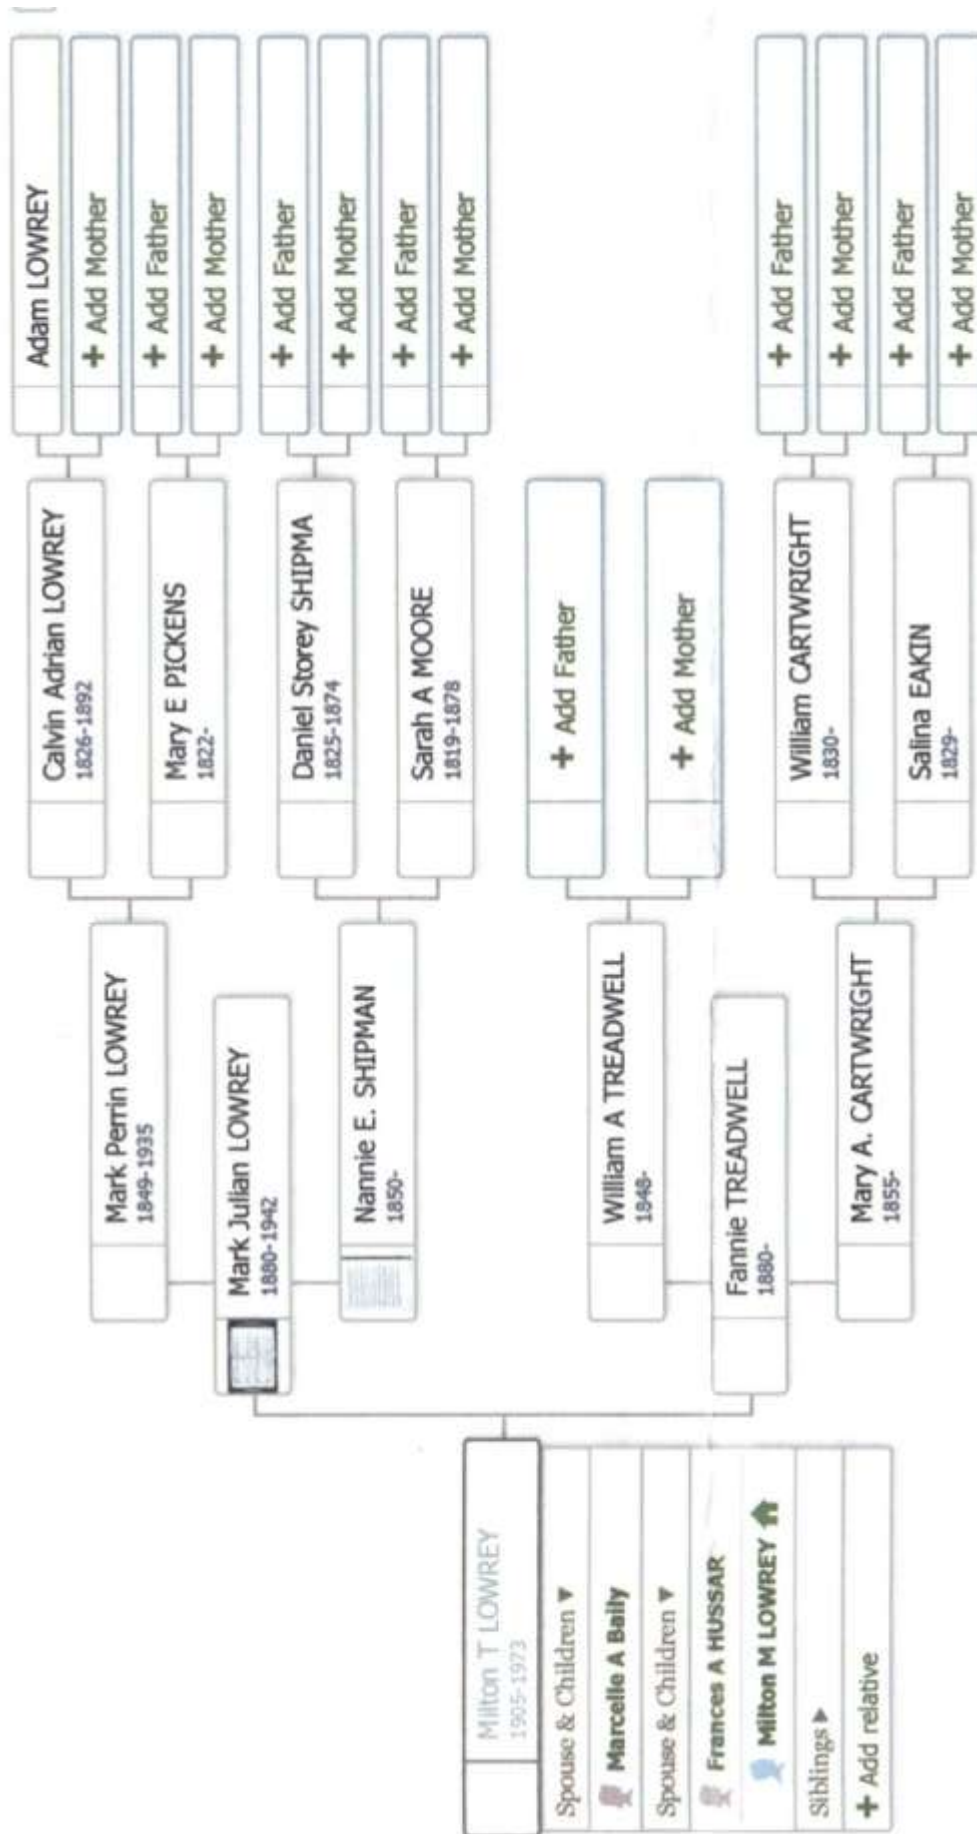 Adam LOWREY
+ Add Mother
+ Add Father
+ Add Mother
+ Add Father
+ Add Mother
+ Add Father
+ Add Mother
+ Add Father
+ Add Mother
+ Add Father
+ Add Mother
Calvin Adrian LOWREY
1826-1892
Mary E PICKENS
1822-
Daniel Storey SHIPMA
1825-1874
Sarah A MOORE
1819-1878
+ Add Father
+ Add Mother
William CARTWRIGHT
1830-
Salina EAKIN
1829-
Mark Perrin LOWREY
1849-1935
Mark Julian LOWREY
1880-1942
Nannie E. SHIPMAN
1850-
William A TREADWELL
1848-
Fannie TREADWELL
1880-
Mary A. CARTWRIGHT
1855-
Milton T LOWREY
1905-1973
Spouse & Children ▼
Marcelle A Baily
Spouse & Children ▼
Frances A HUSSAR
Milton M LOWREY
Siblings ▶
+ Add relative